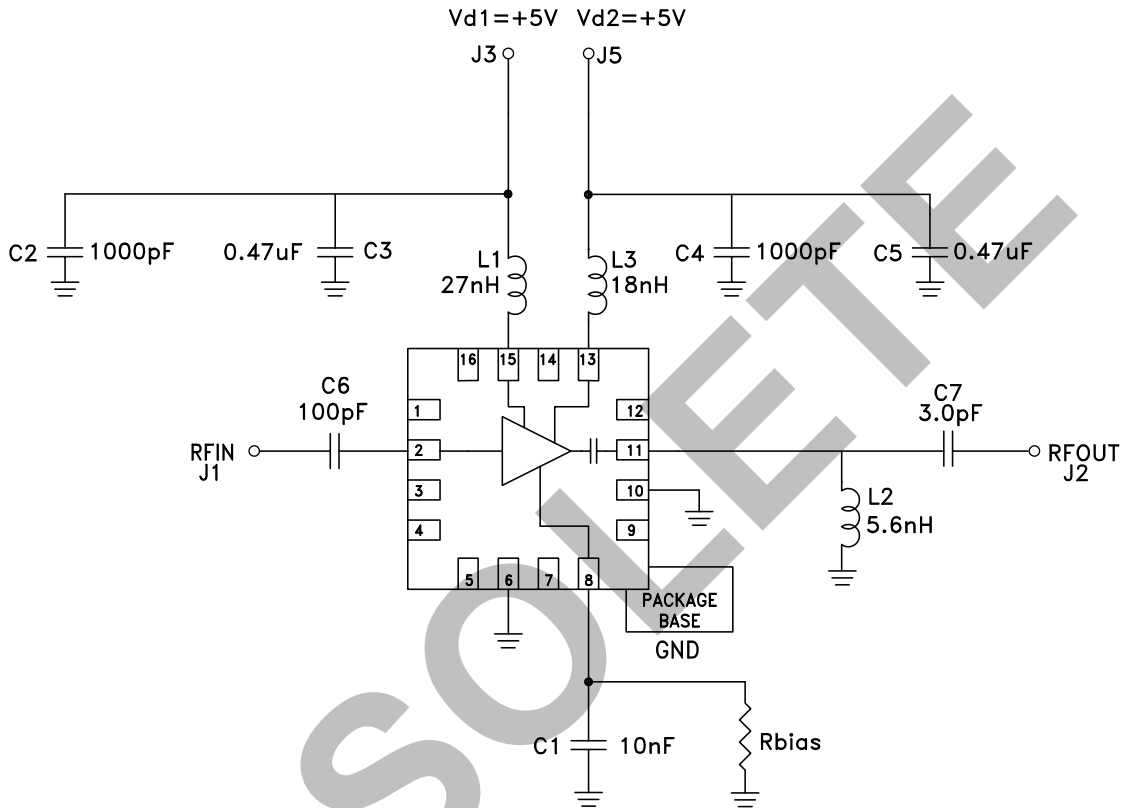 Vd1=+5V Vd2=+5V
J3 J5
C2 1000pF 0.47uF C3
L1
27nH
L3
18nH
C4 1000pF C5 0.47uF
16 15 14 13
C6
100pF
RFIN
J1
1
2
3
4
12
11
10
9
C7
3.0pF
RFOUT
J2
L2
5.6nH
5 6 7 8
PACKAGE
BASE
GND
C1 10nF Rbias
SOLETE